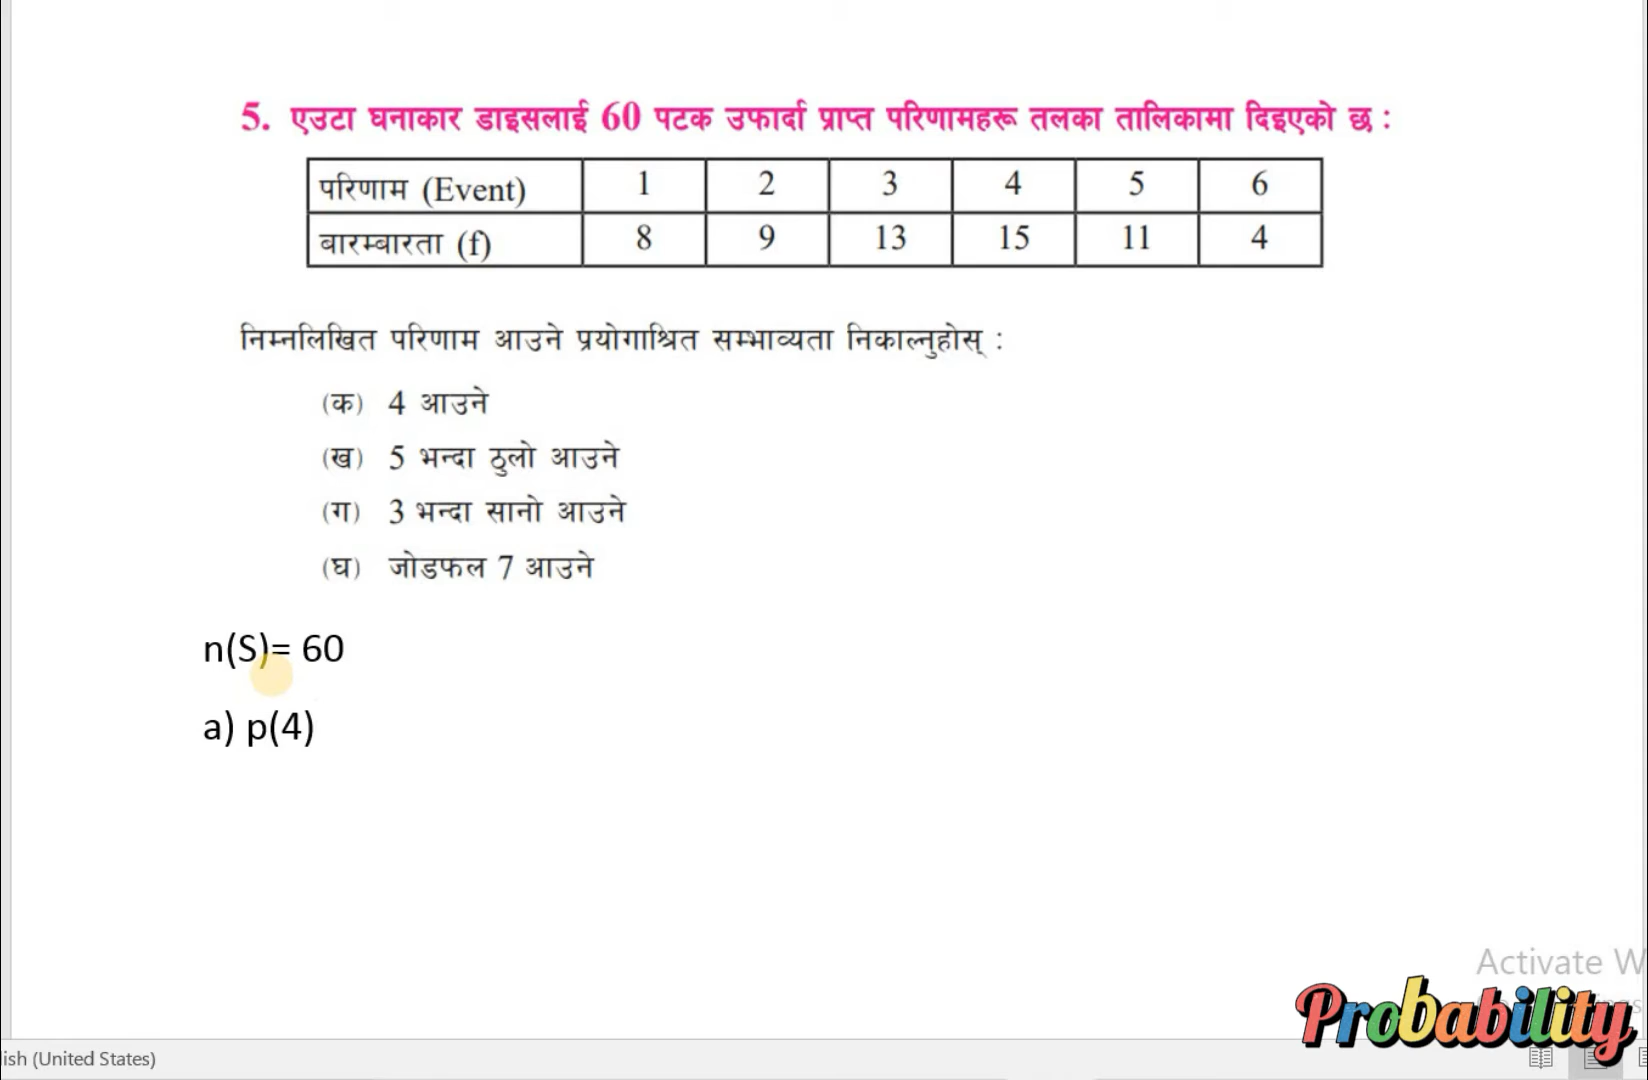 5. एउटा घनाकार डाइसलाई 60 पटक उफार्दा प्राप्त परिणामहरू तलका तालिकामा दिइएको छ :
परिणाम (Event) 1 2 3 4 5 6
बारम्बारता (f) 8 9 13 15 11 4
निम्नलिखित परिणाम आउने प्रयोगाश्रित सम्भाव्यता निकाल्नुहोस् :
(क) 4 आउने
(ख) 5 भन्दा ठुलो आउने
(ग) 3 भन्दा सानो आउने
(घ) जोडफल 7 आउने
n(S)= 60
a) p(4)
Activate W
Probability
ish (United States)